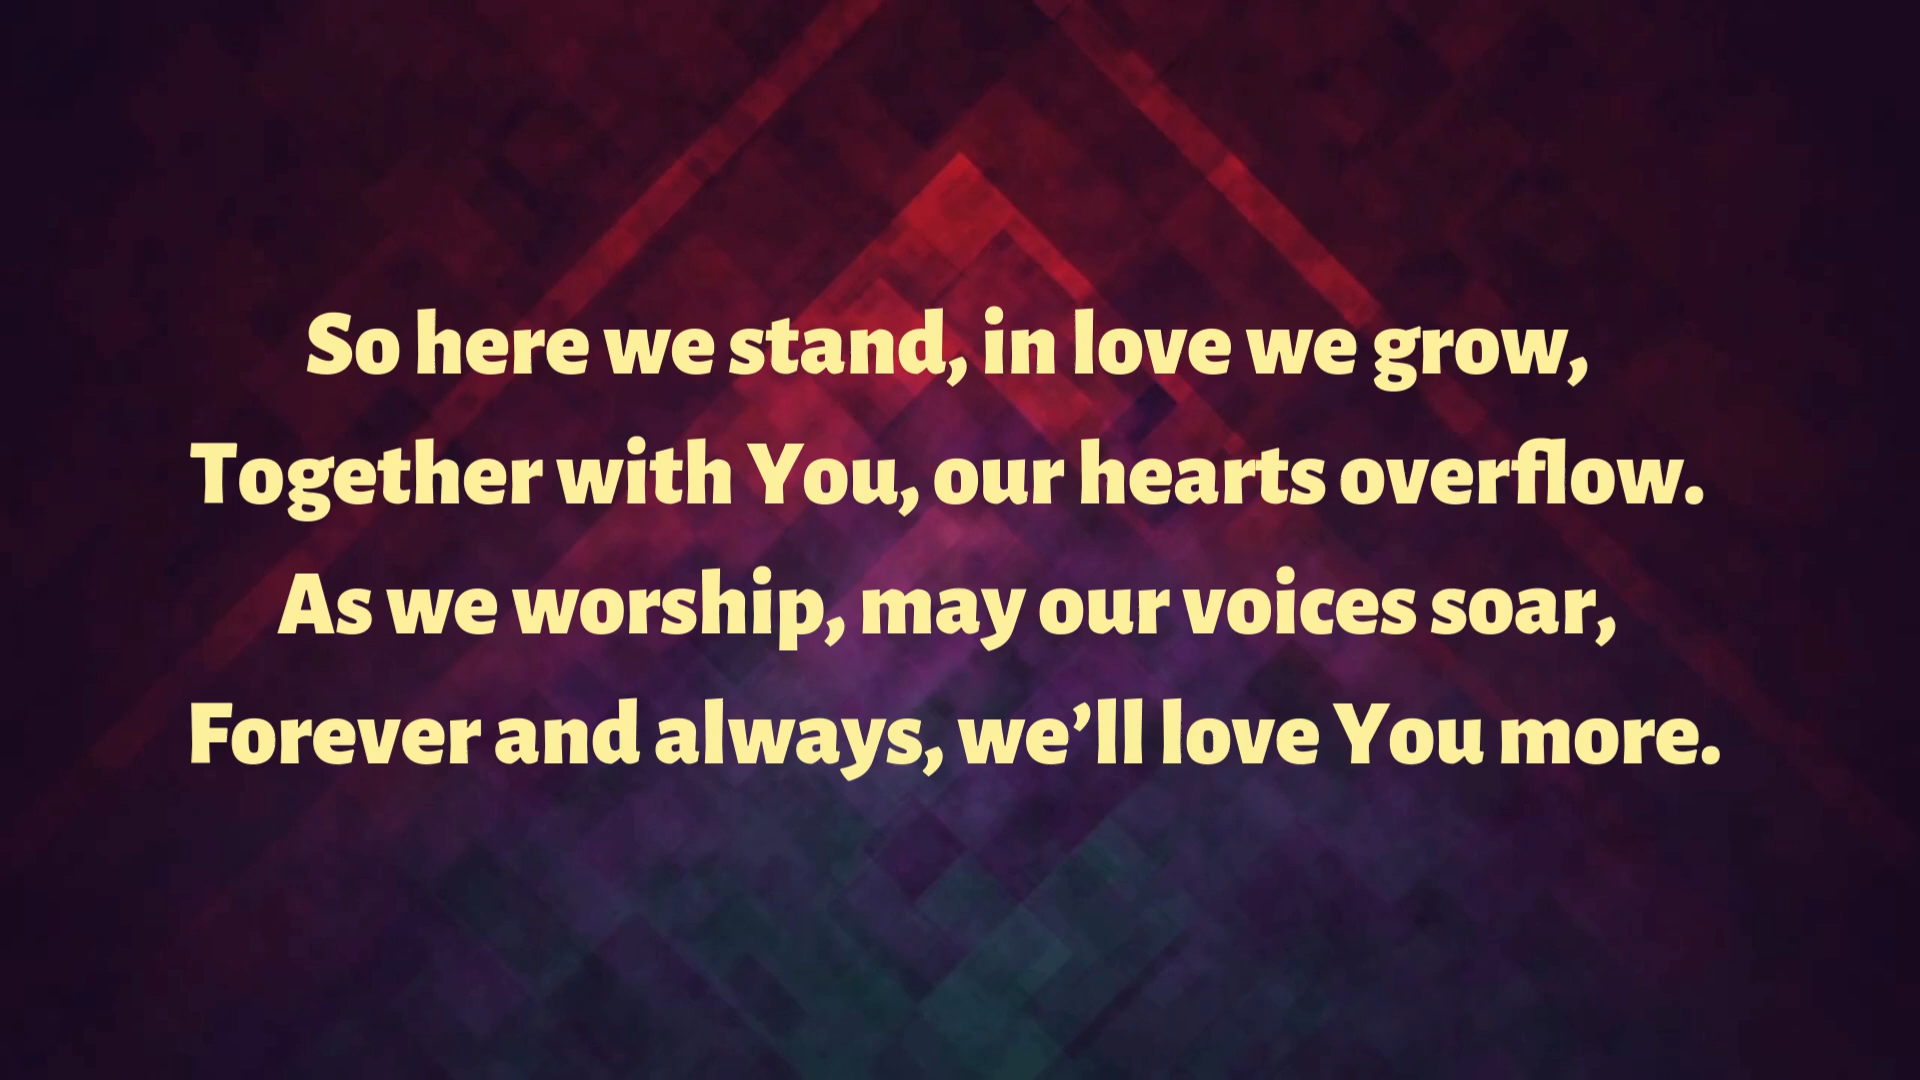 So here we stand, in love we grow,
Together with You, our hearts overflow.
As we worship, may our voices soar,
Forever and always, we’ll love You more.